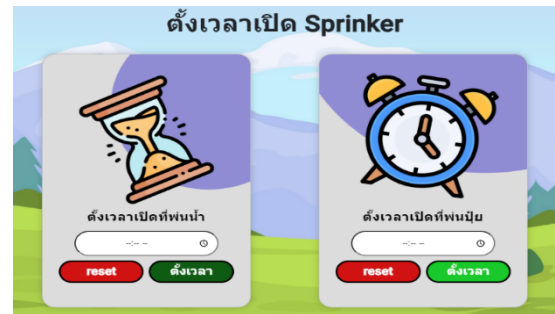 ตั้งเวลาเปิด Sprinker
ตั้งเวลาเปิดที่พ่นน้ำ
--:-- --
reset ตั้งเวลา
ตั้งเวลาเปิดที่พ่นปุ๋ย
--:-- --
reset ตั้งเวลา